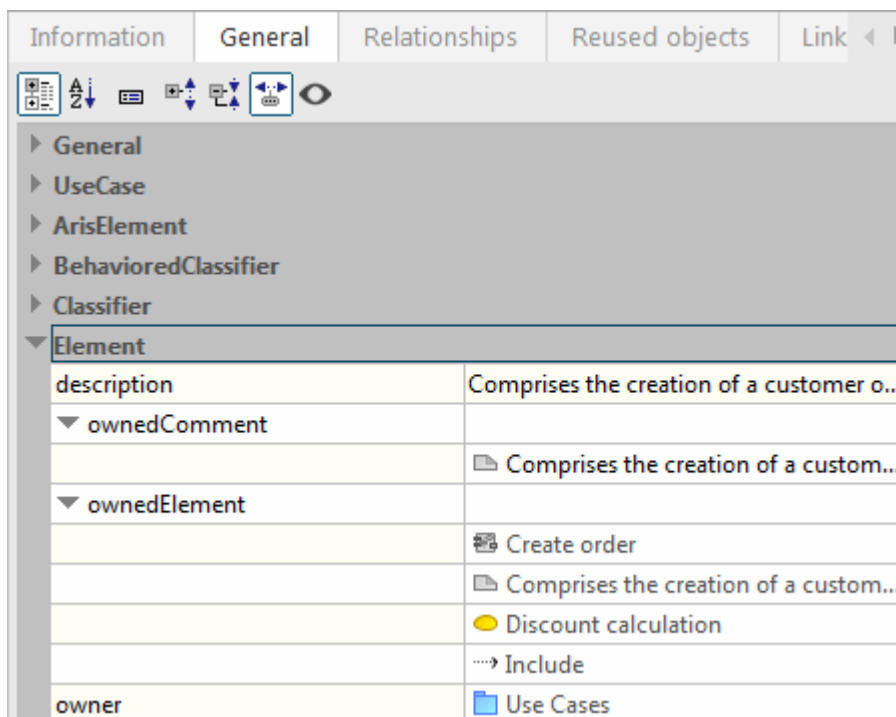 Information General Relationships Reused objects Link
General
UseCase
ArisElement
BehavioredClassifier
Classifier
Element
description Comprises the creation of a customer o...
ownedComment
Comprises the creation of a custom...
ownedElement
Create order
Comprises the creation of a custom...
Discount calculation
Include
owner Use Cases